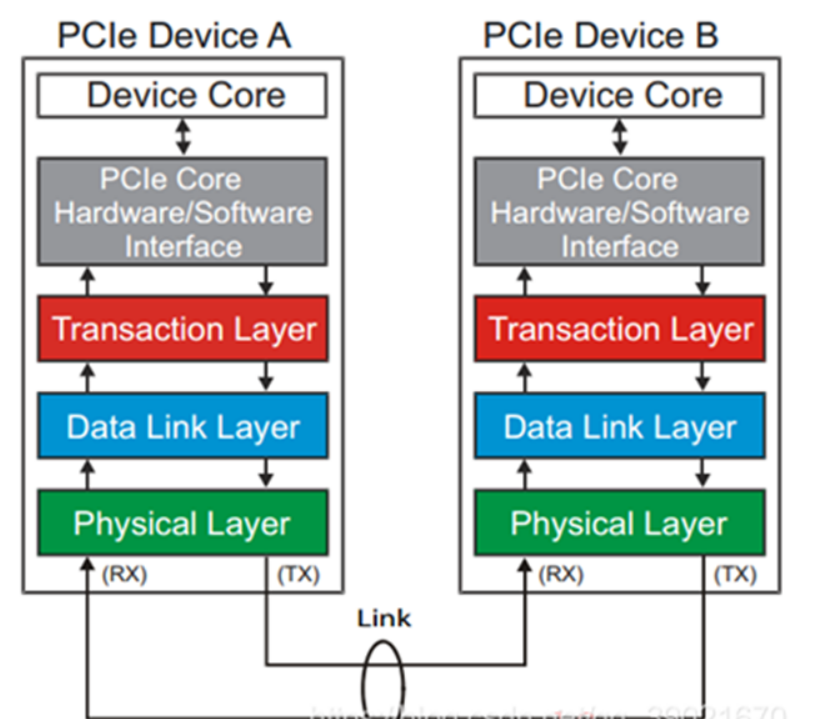 PCIe Device A
PCIe Device B
Device Core
Device Core
PCIe Core
Hardware/Software
Interface
PCIe Core
Hardware/Software
Interface
Transaction Layer
Transaction Layer
Data Link Layer
Data Link Layer
Physical Layer
Physical Layer
(RX)
(TX)
(RX)
(TX)
Link